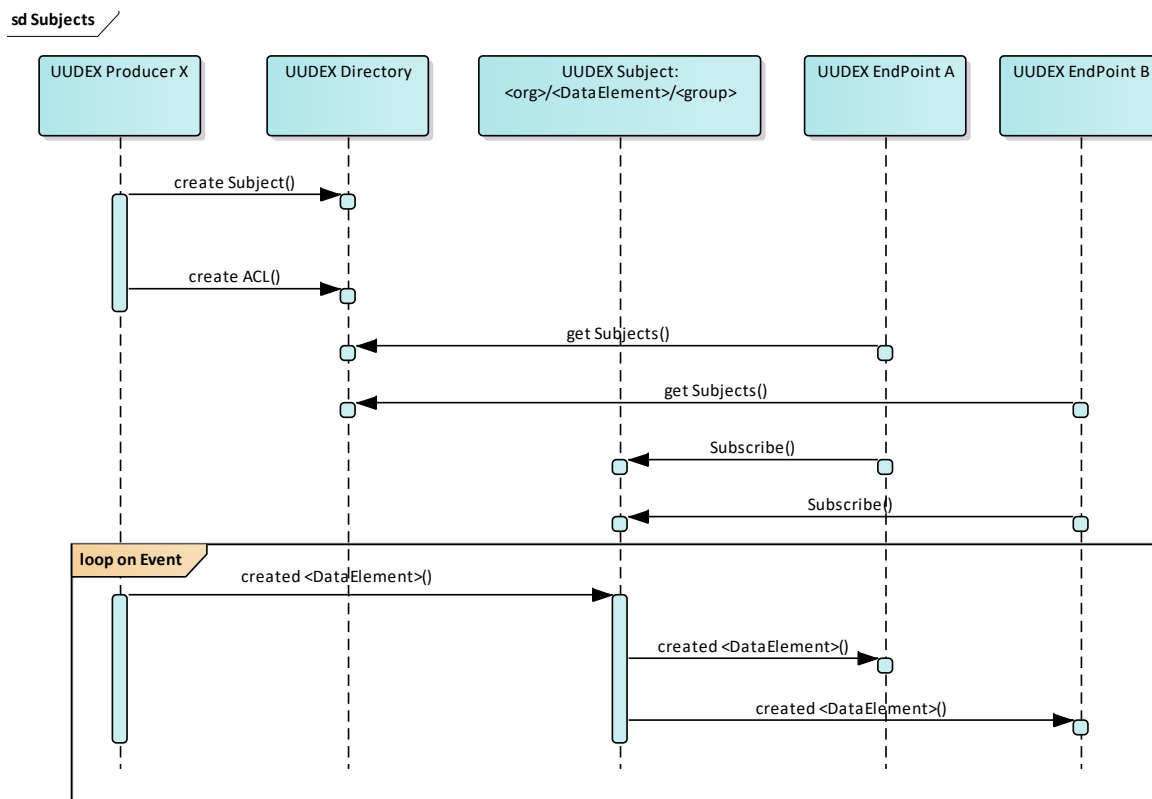 sd Subjects
UUDEX Producer X
UUDEX Directory
UUDEX Subject:
<org>/<DataElement>/<group>
UUDEX EndPoint A
UUDEX EndPoint B
create Subject()
create ACL()
get Subjects()
get Subjects()
Subscribe()
Subscribe()
loop on Event
created <DataElement>()
created <DataElement>()
created <DataElement>()